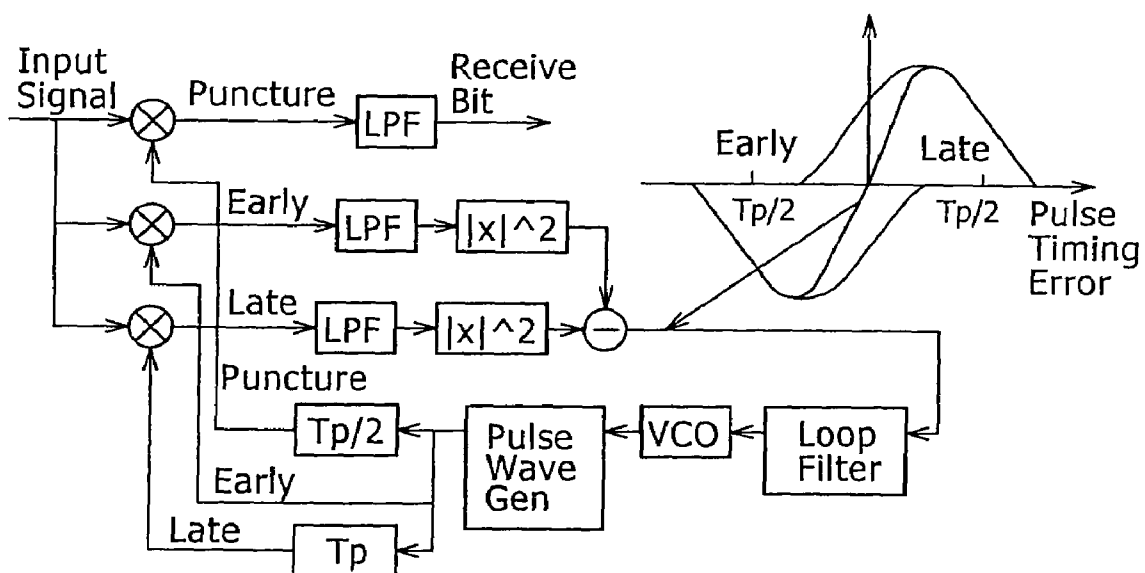 Input
Signal
Puncture
LPF
Receive
Bit
Early
LPF
|x|^2
Late
LPF
|x|^2
−
Early
Late
Tp/2
Tp/2
Pulse
Timing
Error
Puncture
Tp/2
Early
Late
Tp
Pulse
Wave
Gen
VCO
Loop
Filter